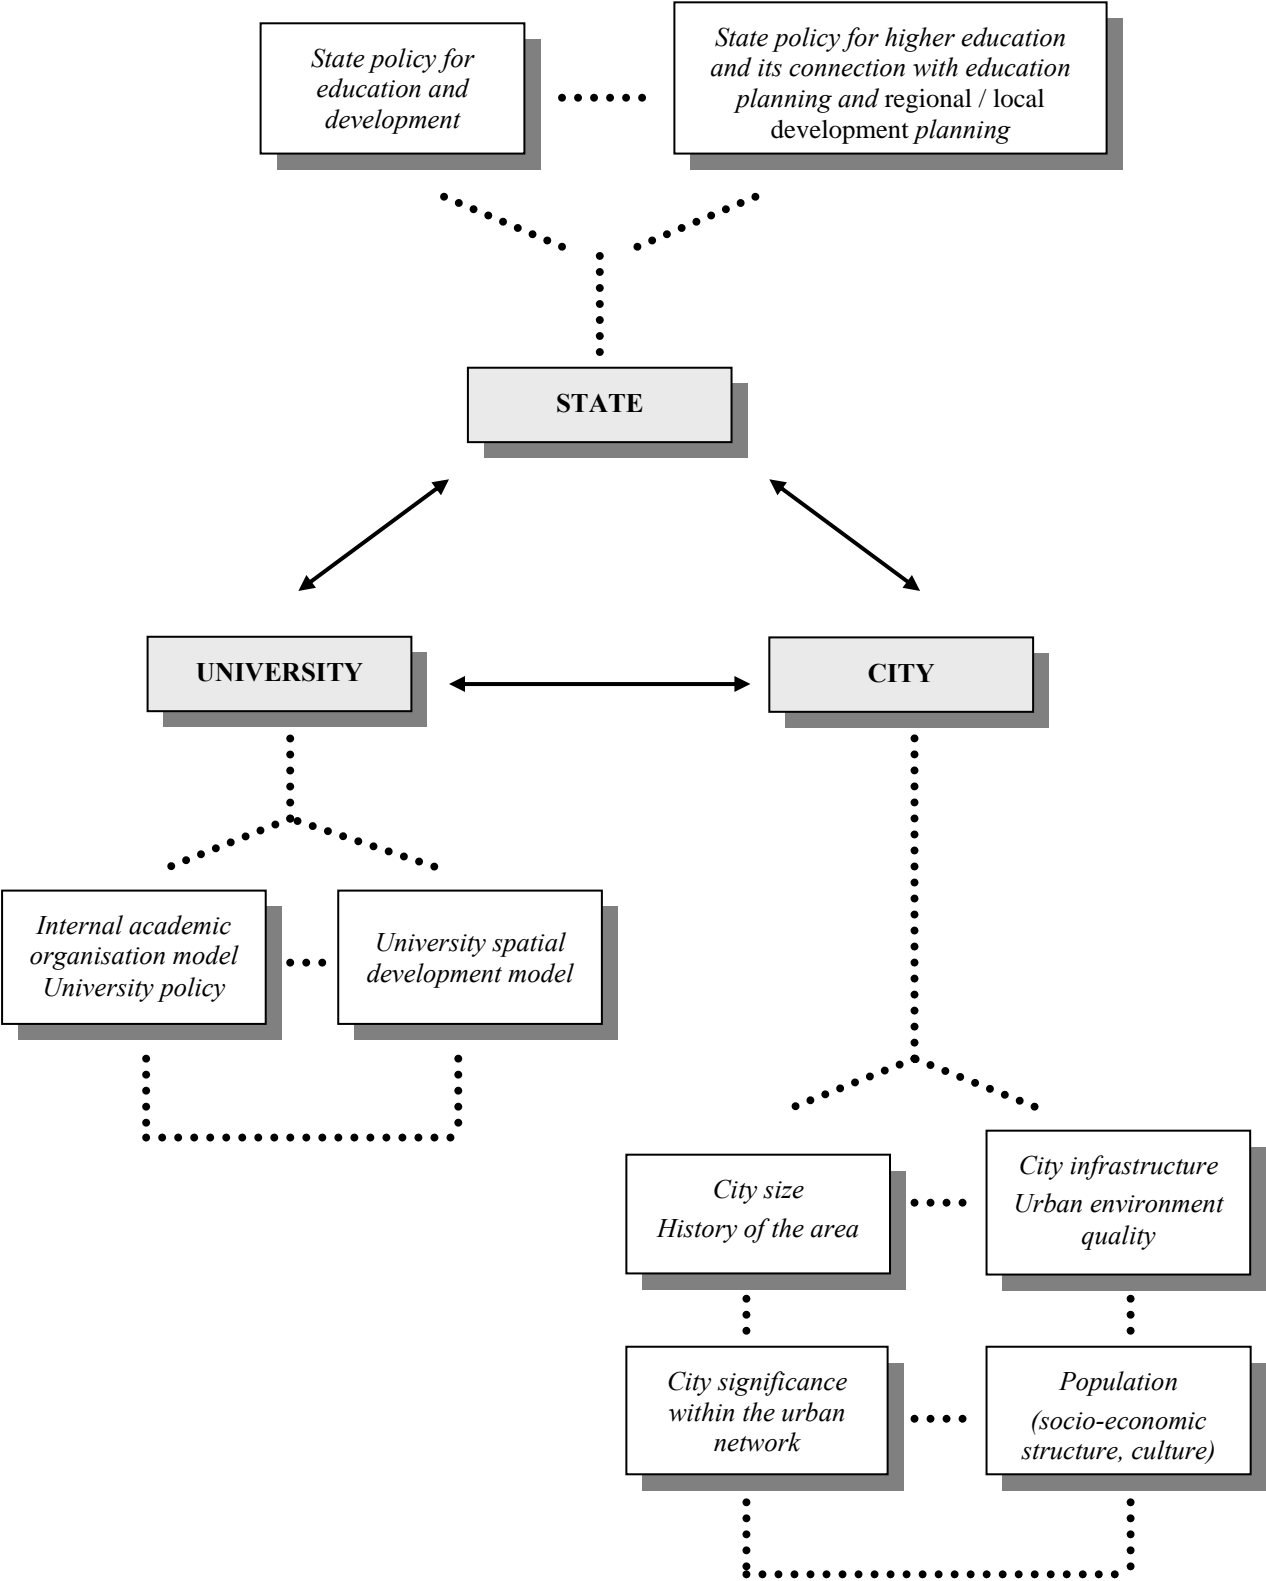 State policy for
education and
development
State policy for higher education
and its connection with education
planning and regional / local
development planning
STATE
UNIVERSITY
CITY
Internal academic
organisation model
University policy
University spatial
development model
City size
History of the area
City infrastructure
Urban environment
quality
City significance
within the urban
network
Population
(socio-economic
structure, culture)